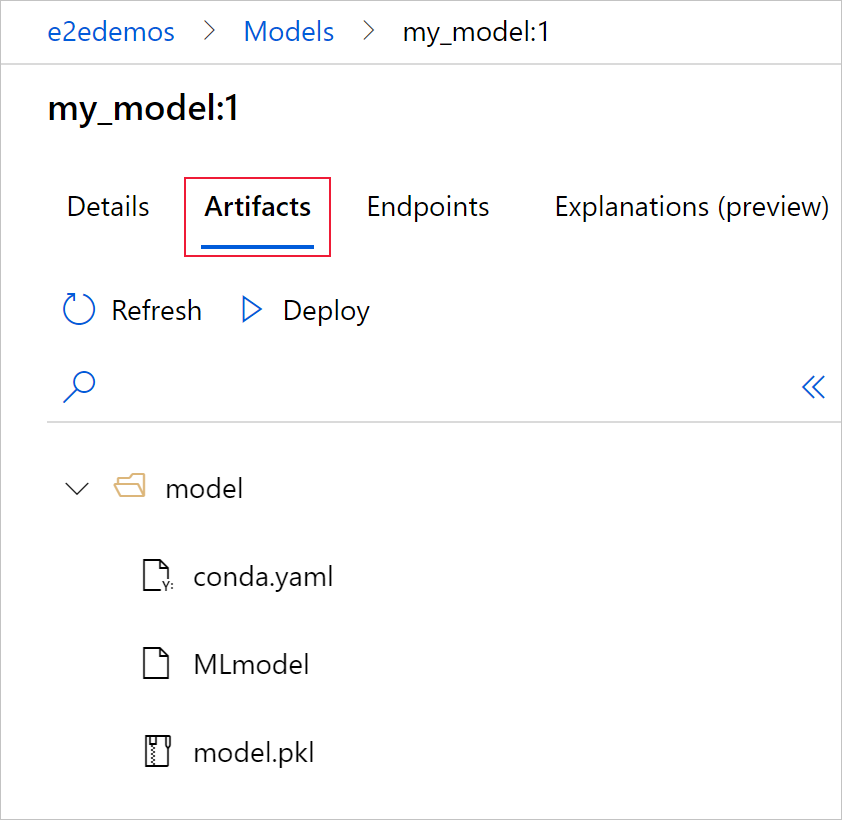 e2edemos > Models > my_model:1
my_model:1
Details Artifacts Endpoints Explanations (preview)
Refresh Deploy
model
Y: conda.yaml
MLmodel
model.pkl